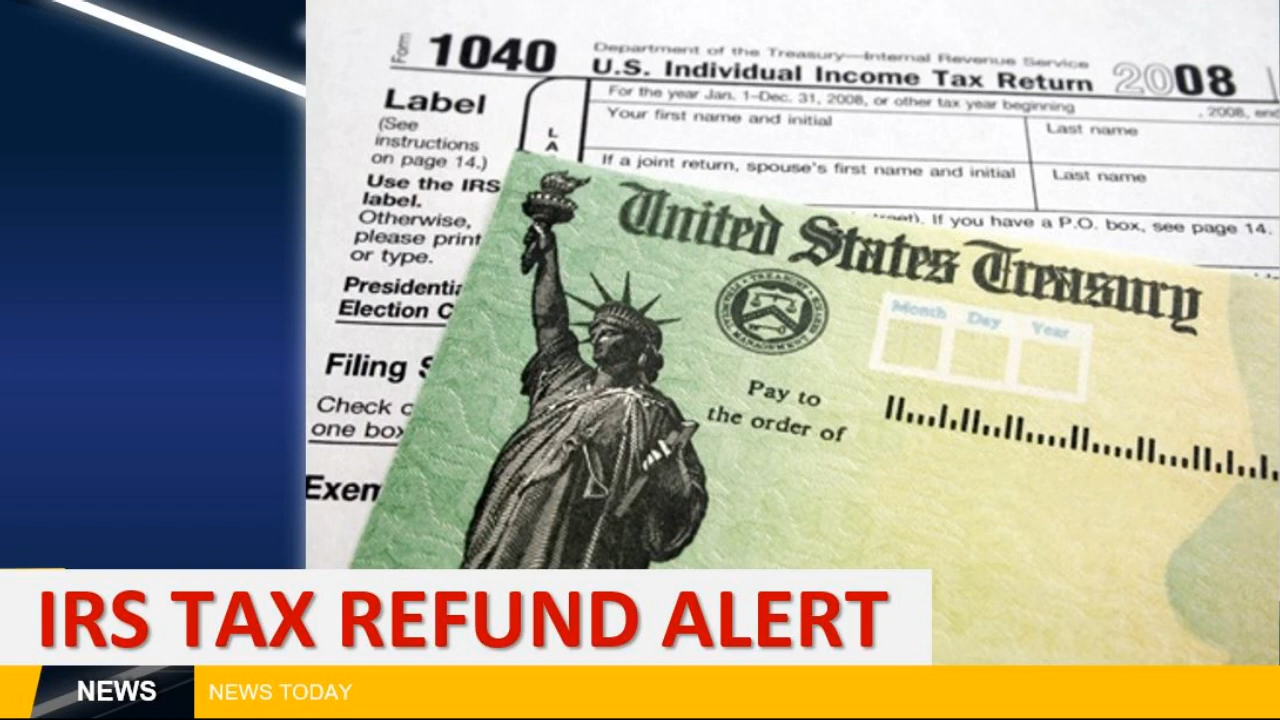 Form 1040
Department of the Treasury—Internal Revenue Service
U.S. Individual Income Tax Return 2008
For the year Jan. 1–Dec. 31, 2008, or other tax year beginning , 2008,
Label
(See
instructions
on page 14.)
Use the IRS
label.
Otherwise,
please print
or type.
Presidentia
Election C
Filing S
Check o
one box
Exem
L
A
Your first name and initial
Last name
If a joint return, spouse's first name and initial
Last name
If you have a P.O. box, see page 14.
United States Treasury
Month Day Year
Pay to
the order of
IRS TAX REFUND ALERT
NEWS
NEWS TODAY